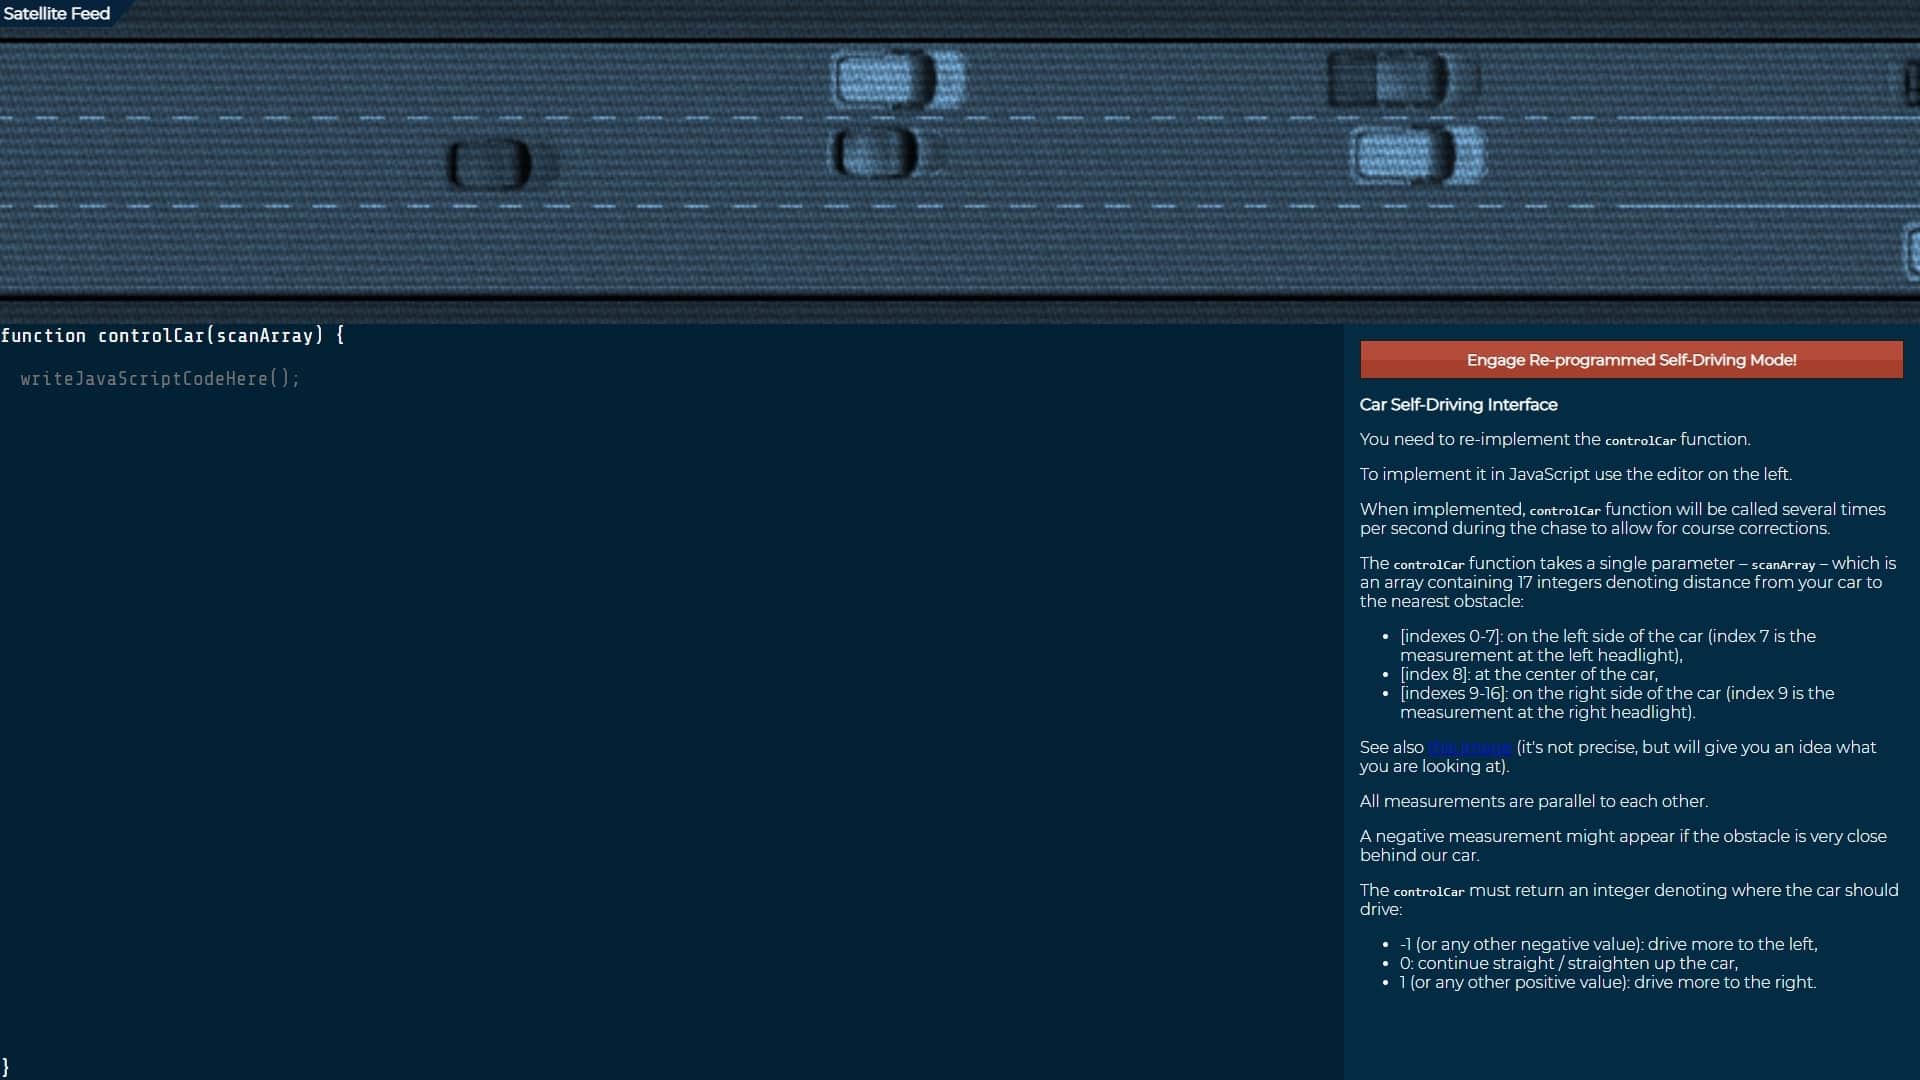 Satellite Feed
function controlCar(scanArray) {
writeJavaScriptCodeHere();
}
Engage Re-programmed Self-Driving Mode!
Car Self-Driving Interface
You need to re-implement the controlCar function.
To implement it in JavaScript use the editor on the left.
When implemented, controlCar function will be called several times
per second during the chase to allow for course corrections.
The controlCar function takes a single parameter – scanArray – which is
an array containing 17 integers denoting distance from your car to
the nearest obstacle:
• [indexes 0-7]: on the left side of the car (index 7 is the
measurement at the left headlight),
• [index 8]: at the center of the car,
• [indexes 9-16]: on the right side of the car (index 9 is the
measurement at the right headlight).
See also this image (it's not precise, but will give you an idea what
you are looking at).
All measurements are parallel to each other.
A negative measurement might appear if the obstacle is very close
behind our car.
The controlCar must return an integer denoting where the car should
drive:
• -1 (or any other negative value): drive more to the left,
• 0: continue straight / straighten up the car,
• 1 (or any other positive value): drive more to the right.